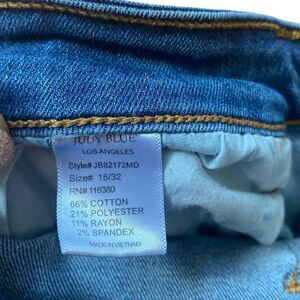 JUDY BLUE
LOS ANGELES
Style# JB82172MD
Size# 15/32
RN# 116380
66% COTTON
21% POLYESTER
11% RAYON
2% SPANDEX
MADE IN VIETNAM